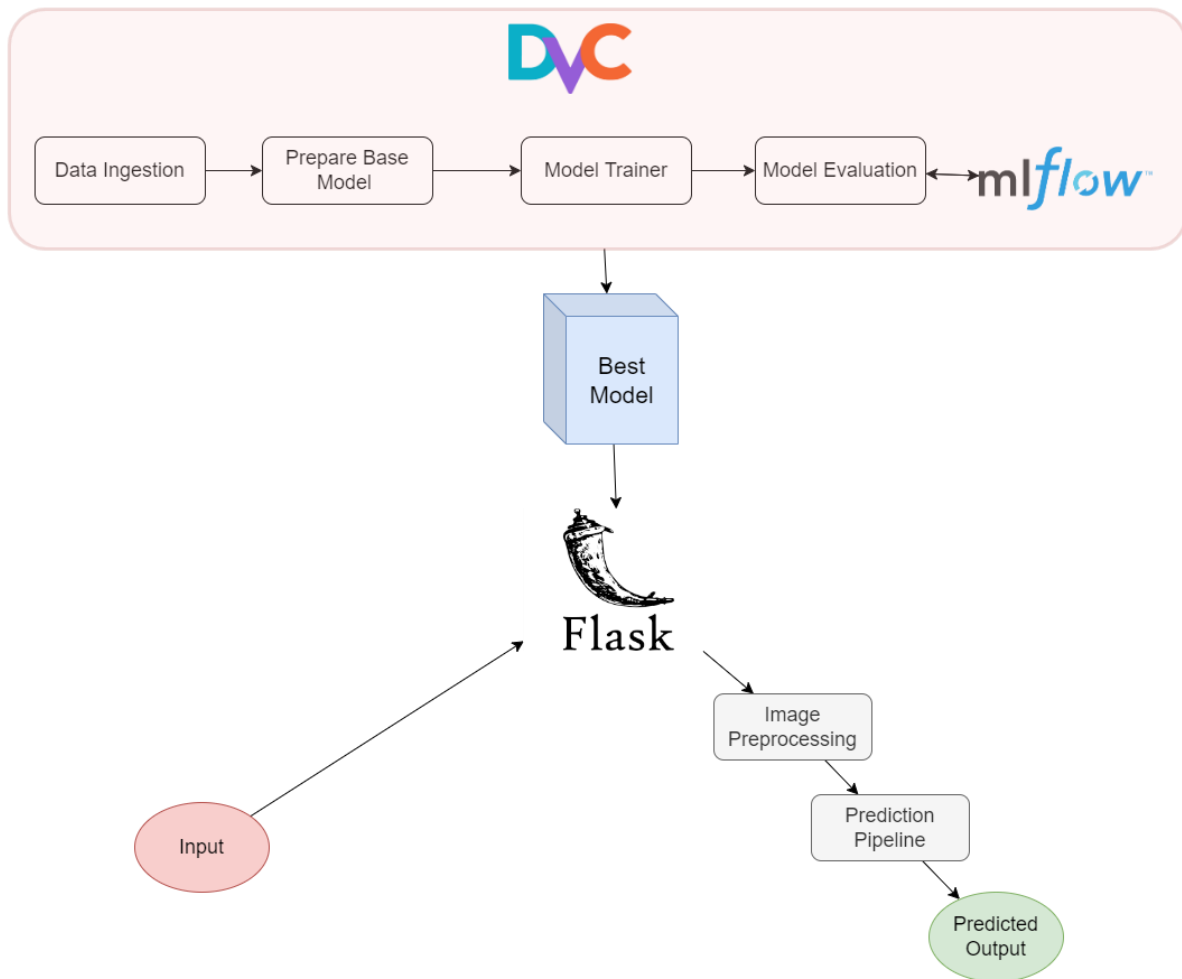 DVC
Data Ingestion
Prepare Base
Model
Model Trainer
Model Evaluation
mlflow™
Best
Model
Flask
Image
Preprocessing
Prediction
Pipeline
Input
Predicted
Output